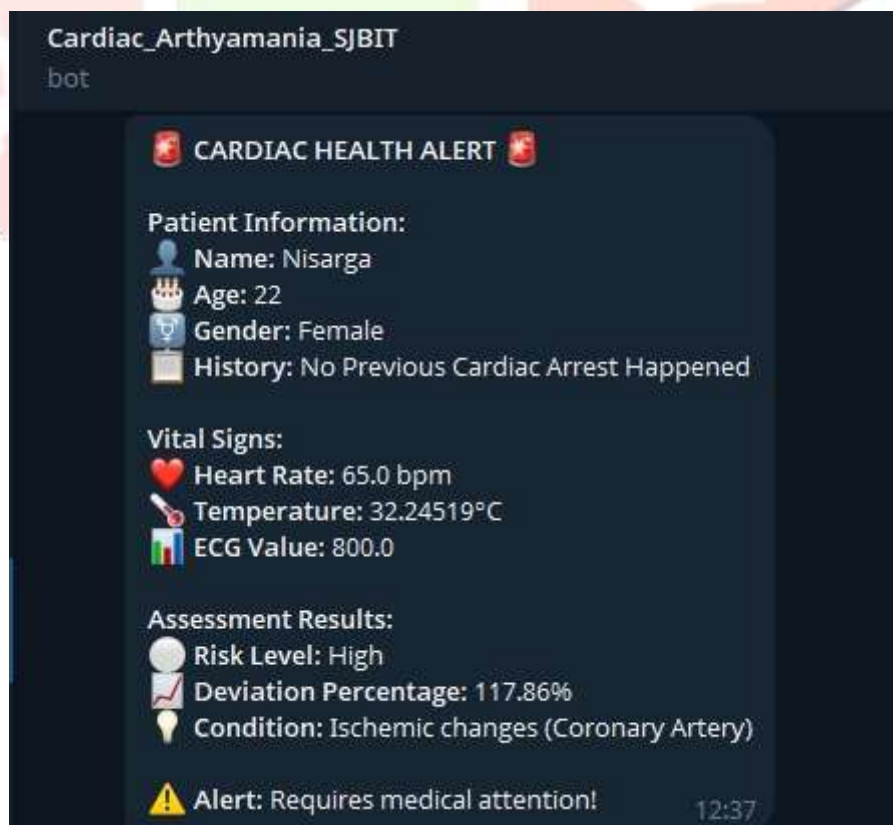 Cardiac_Arthyamania_SJBIT
bot
🚨 CARDIAC HEALTH ALERT 🚨
Patient Information:
👤 Name: Nisarga
🎂 Age: 22
⚧ Gender: Female
📋 History: No Previous Cardiac Arrest Happened
Vital Signs:
❤️ Heart Rate: 65.0 bpm
🌡️ Temperature: 32.24519°C
📊 ECG Value: 800.0
Assessment Results:
⚪ Risk Level: High
📈 Deviation Percentage: 117.86%
💡 Condition: Ischemic changes (Coronary Artery)
⚠️ Alert: Requires medical attention!
12:37